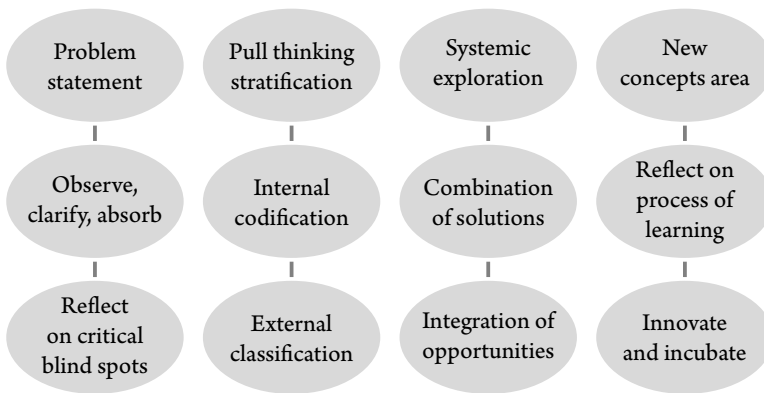 Problem
statement
Pull thinking
stratification
Systemic
exploration
New
concepts area
Observe,
clarify, absorb
Internal
codification
Combination
of solutions
Reflect on
process of
learning
Reflect
on critical
blind spots
External
classification
Integration of
opportunities
Innovate
and incubate